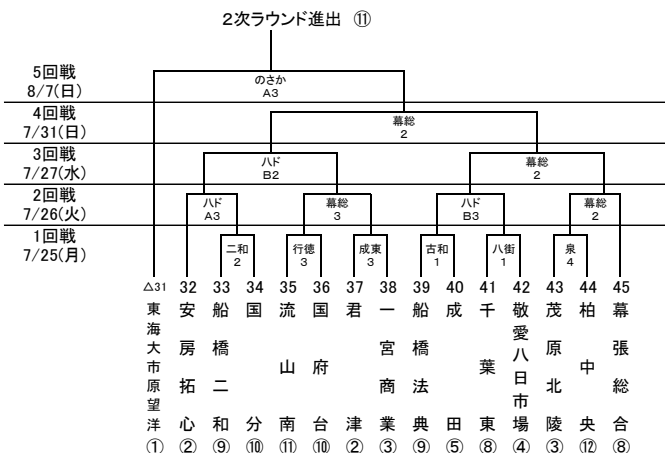 2次ラウンド進出 ⑪
5回戦
8/7(日)
のさか
A3
4回戦
7/31(日)
幕総
2
3回戦
7/27(水)
ハド
B2
幕総
2
2回戦
7/26(火)
ハド
A3
幕総
3
ハド
B3
幕総
2
1回戦
7/25(月)
二和
2
行徳
3
成東
3
古和
1
八街
1
泉
4
△31 32 33 34 35 36 37 38 39 40 41 42 43 44 45
東海大市原望洋
安房拓心
船橋二和
国分
流山南
国府台
君津
一宮商業
船橋法典
成田
千葉東
敬愛八日市場
茂原北陵
柏中央
幕張総合
① ② ⑨ ⑩ ⑪ ⑩ ② ③ ⑨ ⑤ ⑧ ④ ③ ⑫ ⑧